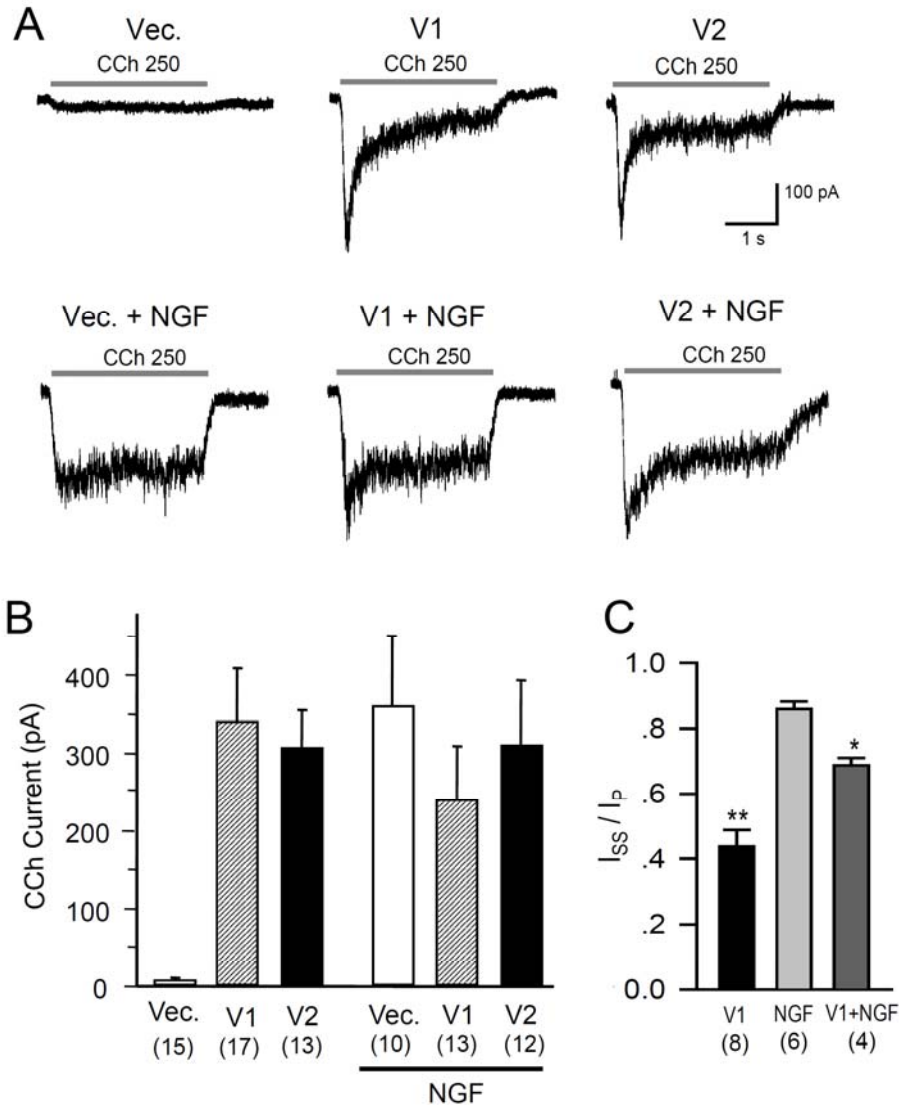 A
Vec. V1 V2
CCh 250 CCh 250 CCh 250
100 pA
1 s
Vec. + NGF V1 + NGF V2 + NGF
CCh 250 CCh 250 CCh 250
B
CCh Current (pA)
400
300
200
100
0
Vec. V1 V2 Vec. V1 V2
(15) (17) (13) (10) (13) (12)
NGF
C
ISS / IP
1.0
.8
.6
.4
.2
0.0
** *
V1 NGF V1+NGF
(8) (6) (4)